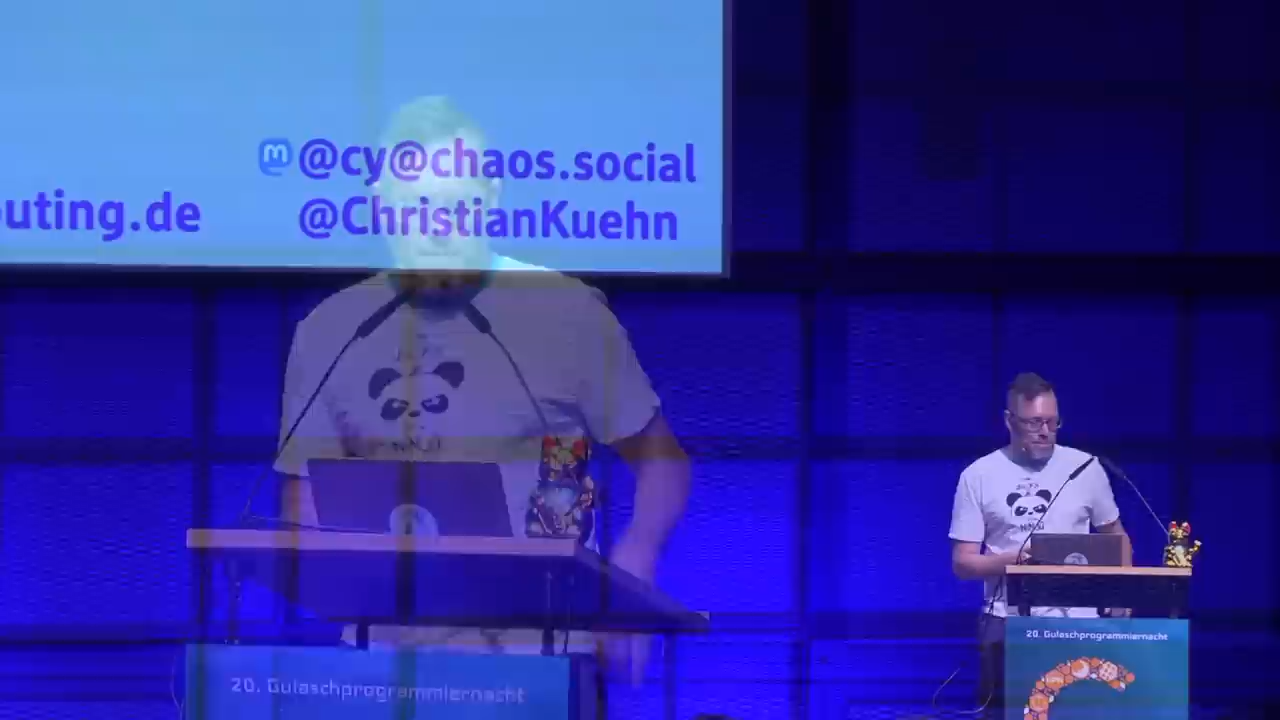 @cy@chaos.social
uting.de @ChristianKuehn
20. Gulaschprogrammiernacht
20. Gulaschprogrammiernacht